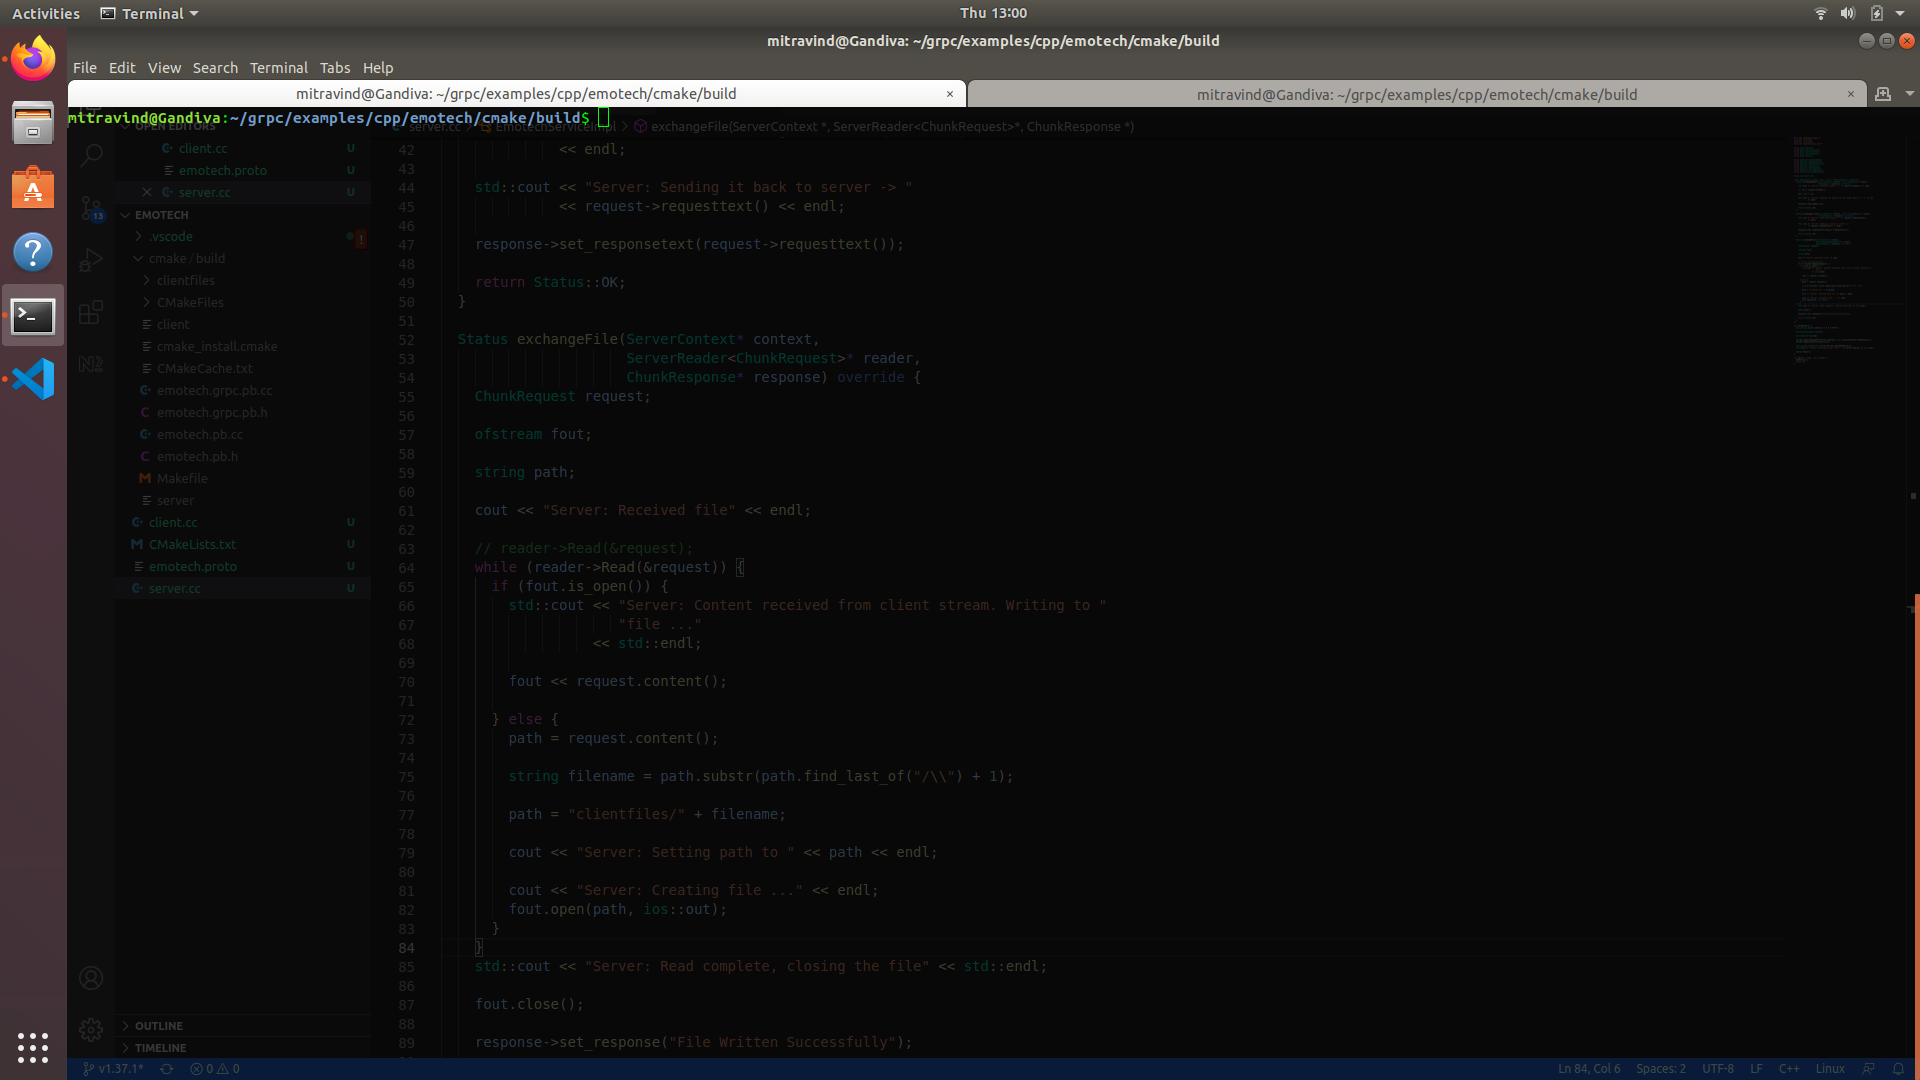 Activities
Terminal
Thu 13:00
mitravind@Gandiva: ~/grpc/examples/cpp/emotech/cmake/build
File Edit View Search Terminal Tabs Help
mitravind@Gandiva: ~/grpc/examples/cpp/emotech/cmake/build ×
mitravind@Gandiva: ~/grpc/examples/cpp/emotech/cmake/build ×
mitravind@Gandiva:~/grpc/examples/cpp/emotech/cmake/build$
OPEN EDITORS
client.cc U
emotech.proto U
server.cc U
13
EMOTECH
.vscode
cmake / build
clientfiles
CMakeFiles
client
cmake_install.cmake
CMakeCache.txt
emotech.grpc.pb.cc
emotech.grpc.pb.h
emotech.pb.cc
emotech.pb.h
Makefile
server
client.cc U
CMakeLists.txt U
emotech.proto U
server.cc U
OUTLINE
TIMELINE
server.cc > EmotechServiceImpl > exchangeFile(ServerContext *, ServerReader<ChunkRequest>*, ChunkResponse *)
42 << endl;
43
44 std::cout << "Server: Sending it back to server -> "
45 << request->requesttext() << endl;
46
47 response->set_responsetext(request->requesttext());
48
49 return Status::OK;
50 }
51
52 Status exchangeFile(ServerContext* context,
53 ServerReader<ChunkRequest>* reader,
54 ChunkResponse* response) override {
55 ChunkRequest request;
56
57 ofstream fout;
58
59 string path;
60
61 cout << "Server: Received file" << endl;
62
63 // reader->Read(&request);
64 while (reader->Read(&request)) {
65 if (fout.is_open()) {
66 std::cout << "Server: Content received from client stream. Writing to "
67 "file ..."
68 << std::endl;
69
70 fout << request.content();
71
72 } else {
73 path = request.content();
74
75 string filename = path.substr(path.find_last_of("/\\") + 1);
76
77 path = "clientfiles/" + filename;
78
79 cout << "Server: Setting path to " << path << endl;
80
81 cout << "Server: Creating file ..." << endl;
82 fout.open(path, ios::out);
83 }
84 }
85 std::cout << "Server: Read complete, closing the file" << std::endl;
86
87 fout.close();
88
89 response->set_response("File Written Successfully");
v1.37.1* 0 0
Ln 84, Col 6 Spaces: 2 UTF-8 LF C++ Linux